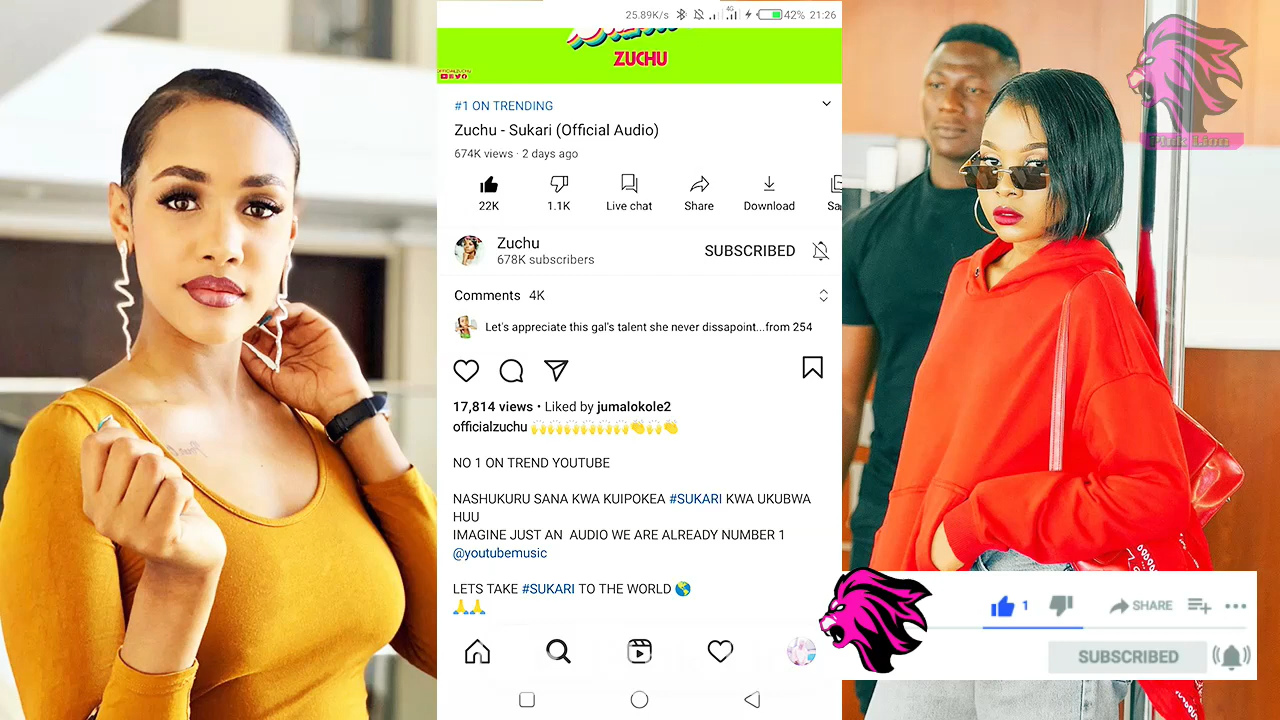 25.89K/s
4G
42% 21:26
ZUCHU
#1 ON TRENDING
Zuchu - Sukari (Official Audio)
674K views · 2 days ago
22K
1.1K
Live chat
Share
Download
Sa
Zuchu
678K subscribers
SUBSCRIBED
Comments 4K
Let's appreciate this gal's talent she never dissapoint...from 254
17,814 views • Liked by jumalokole2
officialzuchu 🙌🙌🙌🙌🙌🙌🙌🙌👏🙌👏
NO 1 ON TREND YOUTUBE
NASHUKURU SANA KWA KUIPOKEA #SUKARI KWA UKUBWA
HUU
IMAGINE JUST AN AUDIO WE ARE ALREADY NUMBER 1
@youtubemusic
LETS TAKE #SUKARI TO THE WORLD 🌎
🙏🙏
Pink Lion
1
SHARE
SUBSCRIBED